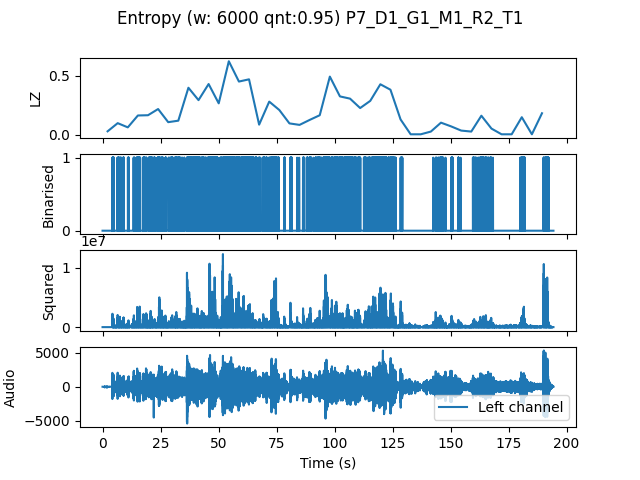 Entropy (w: 6000 qnt:0.95) P7_D1_G1_M1_R2_T1
0.5
0.0
LZ
1
0
Binarised
1e7
1
0
Squared
5000
0
−5000
Audio
Left channel
0 25 50 75 100 125 150 175 200
Time (s)